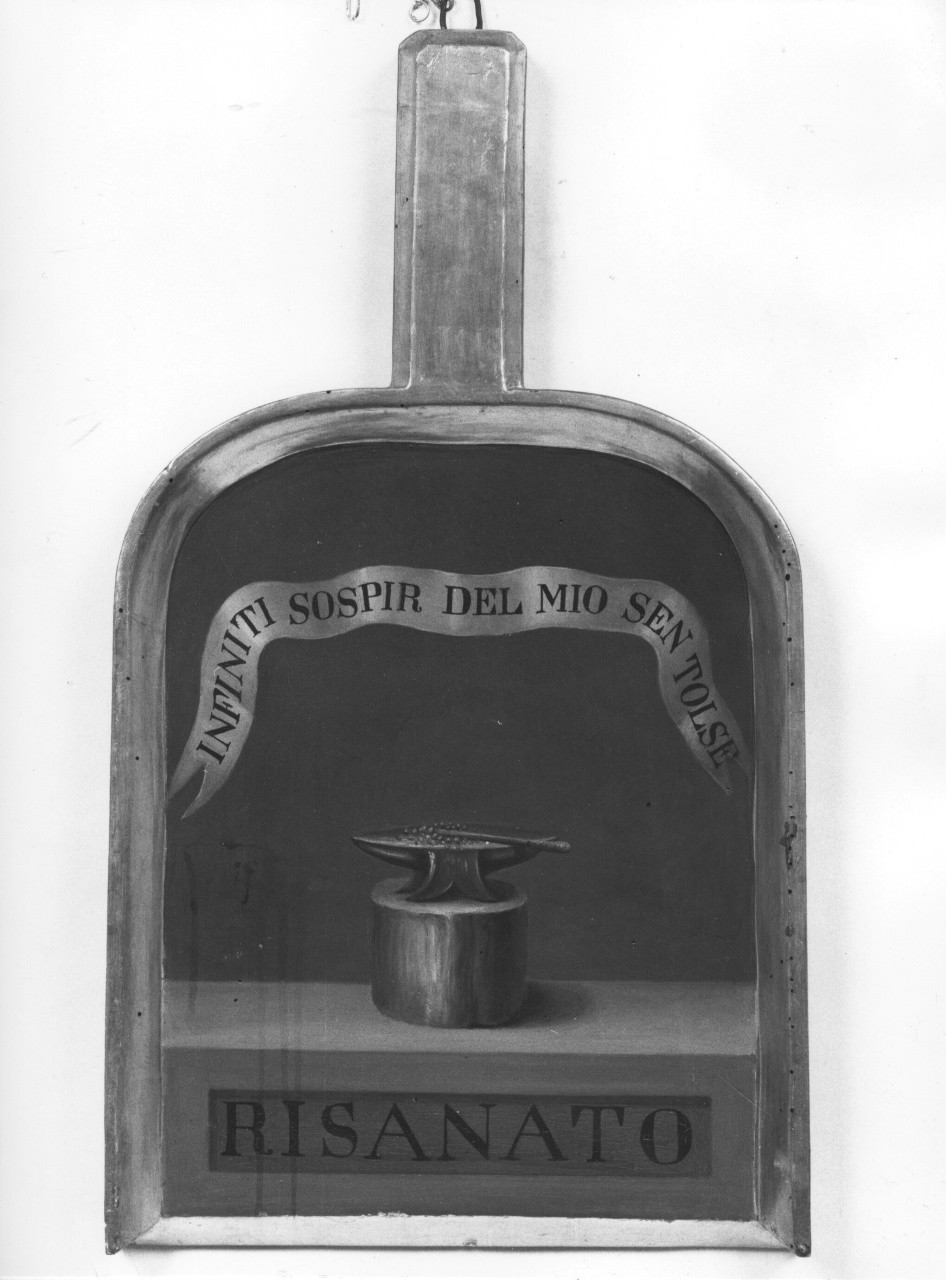 INFINITI SOSPIR DEL MIO SEN TOLSE
RISANATO